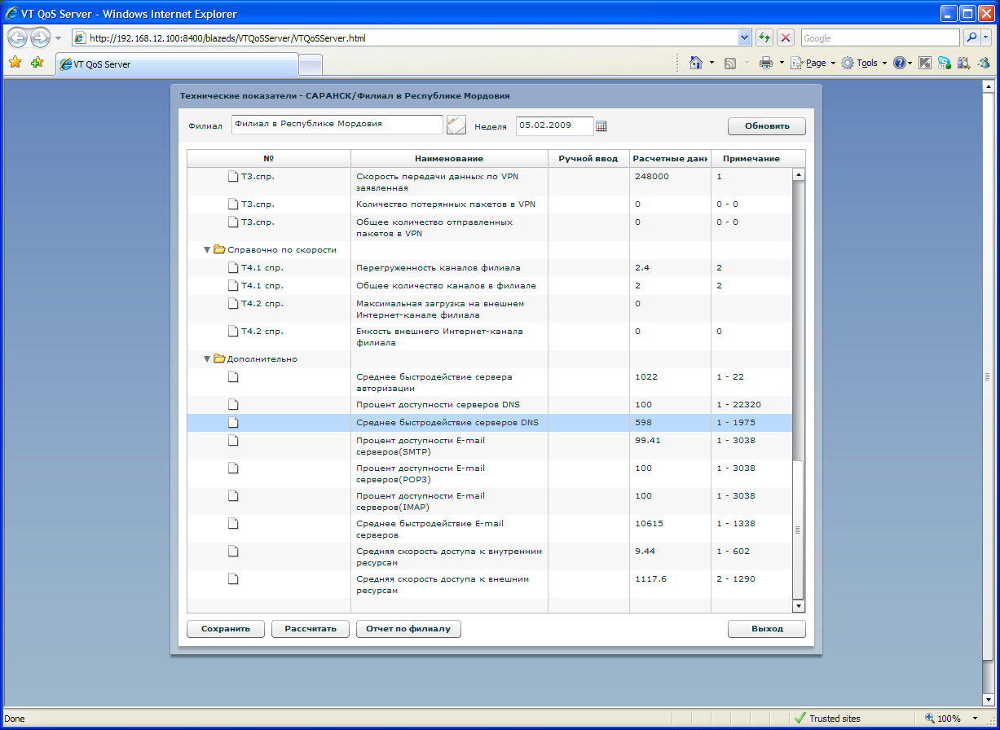 VT QoS Server - Windows Internet Explorer
http://192.168.12.100:8400/blazeds/VTQoSServer/VTQoSServer.html
Google
VT QoS Server
Page
Tools
Технические показатели - САРАНСК/Филиал в Республике Мордовия
Филиал Филиал в Республике Мордовия Неделя 05.02.2009 Обновить
№ Наименование Ручной ввод Расчетные данн Примечание
Т3.спр. Скорость передачи данных по VPN 248000 1
заявленная
Т3.спр. Количество потерянных пакетов в VPN 0 0 - 0
Т3.спр. Общее количество отправленных 0 0 - 0
пакетов в VPN
Справочно по скорости
Т4.1 спр. Перегруженность каналов филиала 2.4 2
Т4.1 спр. Общее количество каналов в филиале 2 2
Т4.2 спр. Максимальная загрузка на внешнем 0
Интернет-канале филиала
Т4.2 спр. Емкость внешнего Интернет-канала 0 0
филиала
Дополнительно
Среднее быстродействие сервера 1022 1 - 22
авторизации
Процент доступности серверов DNS 100 1 - 22320
Среднее быстродействие серверов DNS 598 1 - 1975
Процент доступности E-mail 99.41 1 - 3038
серверов(SMTP)
Процент доступности E-mail 100 1 - 3038
серверов(POP3)
Процент доступности E-mail 100 1 - 3038
серверов(IMAP)
Среднее быстродействие E-mail 10615 1 - 1338
серверов
Средняя скорость доступа к внутренним 9.44 1 - 602
ресурсам
Средняя скорость доступа к внешним 1117.6 2 - 1290
ресурсам
Сохранить Рассчитать Отчет по филиалу Выход
Done Trusted sites 100%